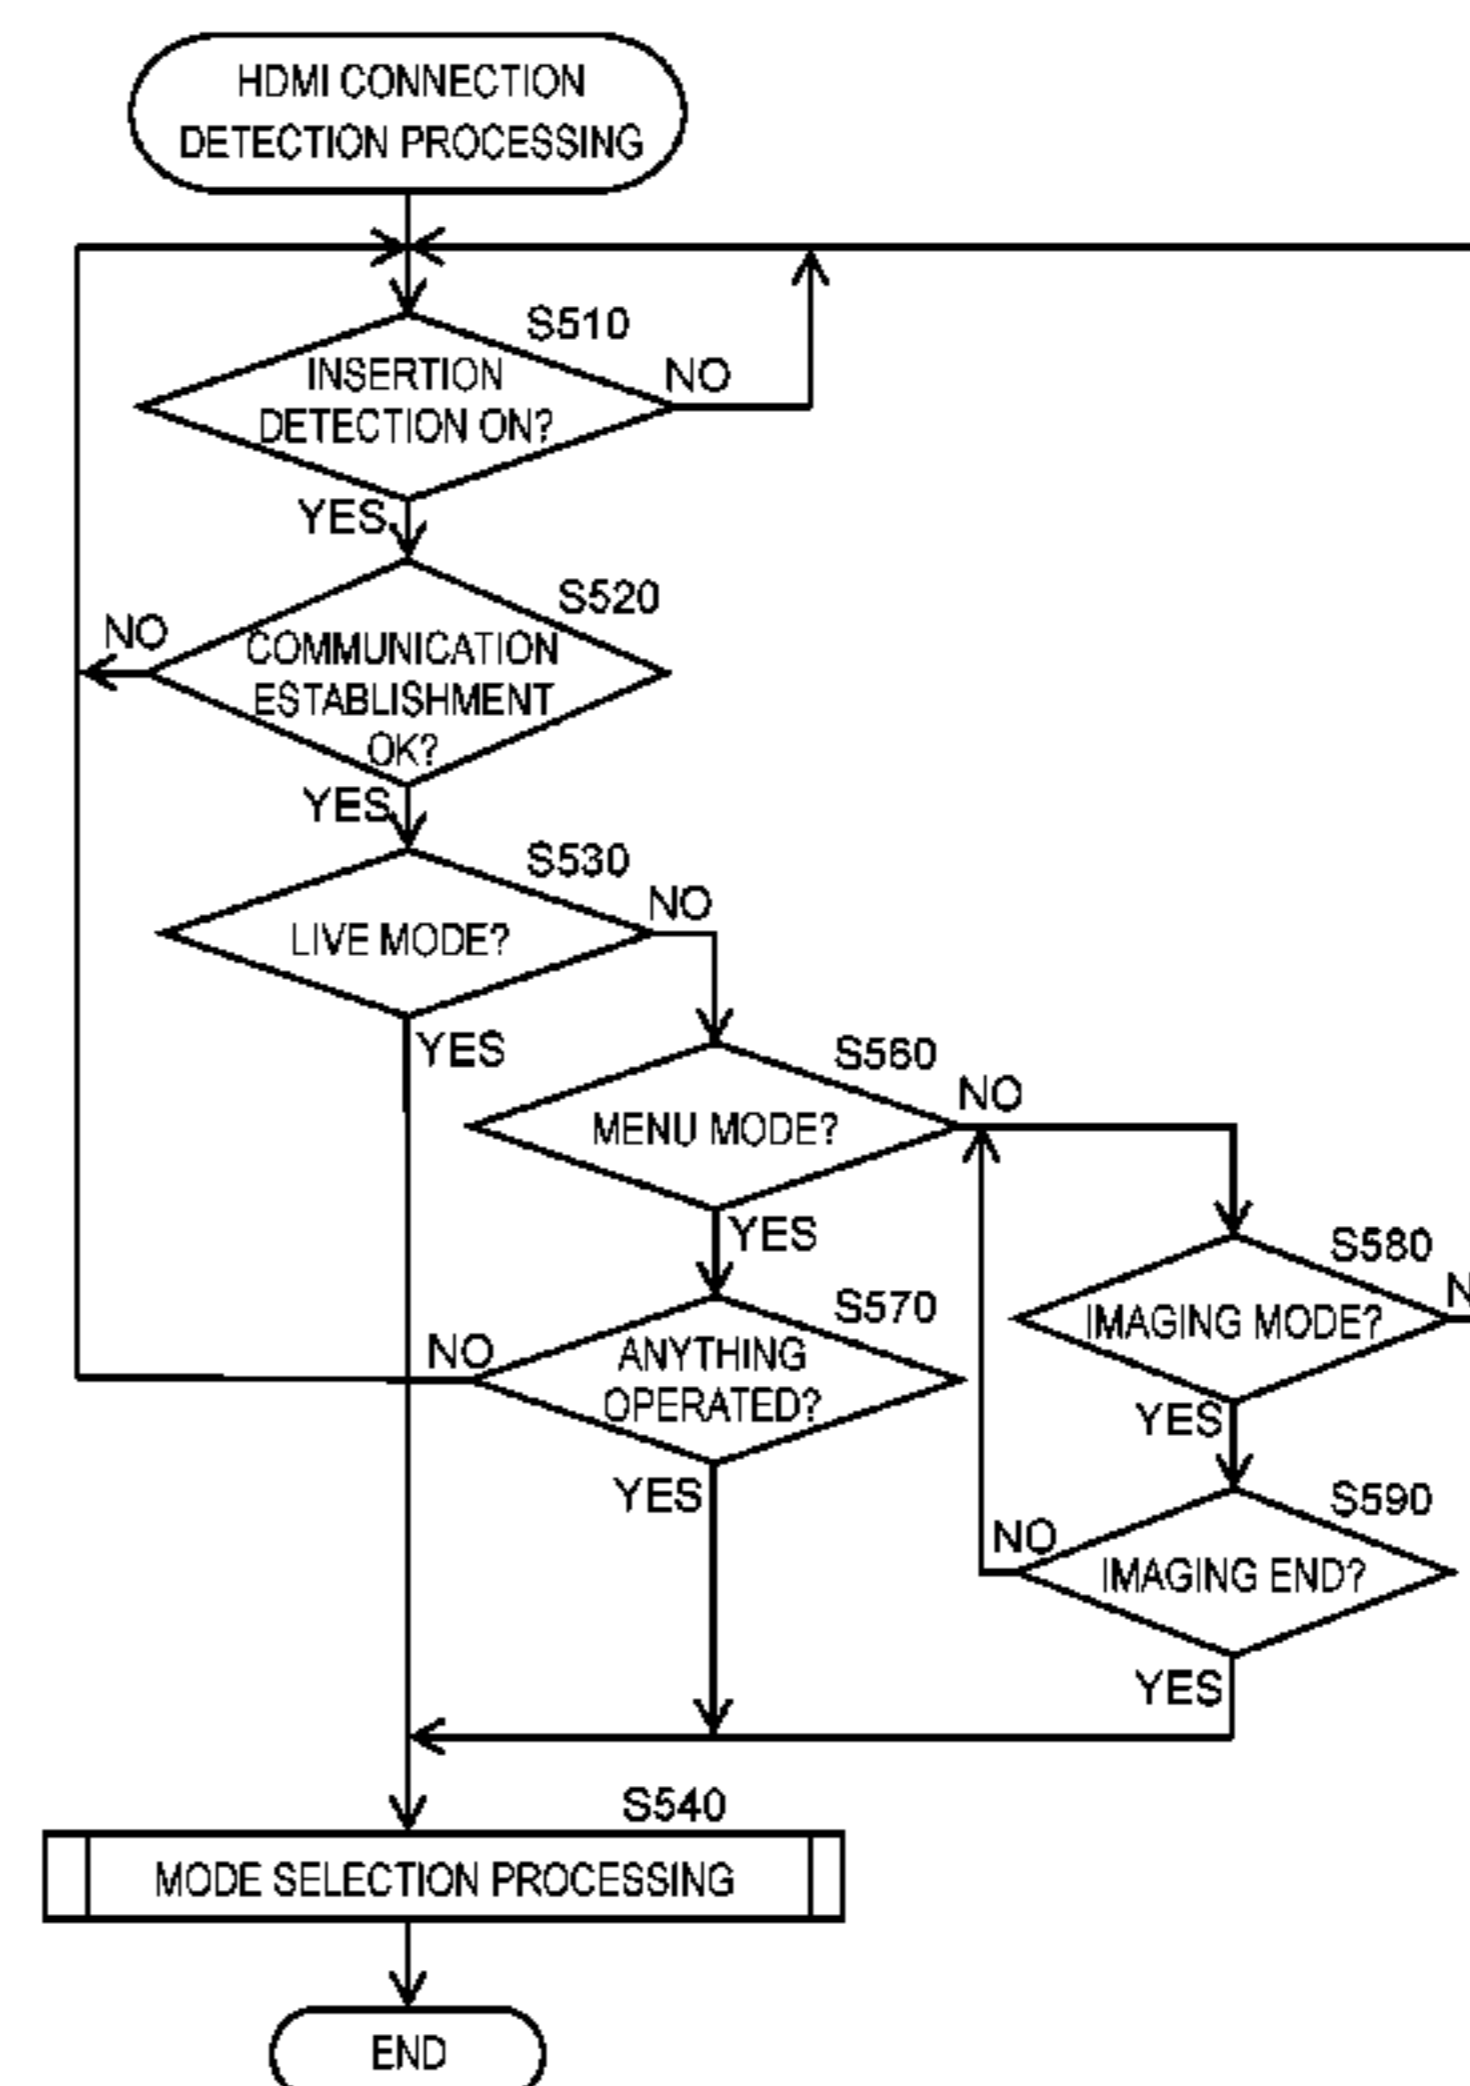 HDMI CONNECTION
DETECTION PROCESSING
S510
INSERTION
DETECTION ON?
NO
YES
S520
NO
COMMUNICATION
ESTABLISHMENT
OK?
YES
S530
NO
LIVE MODE?
YES
S560
NO
MENU MODE?
YES
S580
IMAGING MODE?
S570
NO
ANYTHING
OPERATED?
YES
YES
S590
NO
IMAGING END?
YES
S540
MODE SELECTION PROCESSING
END